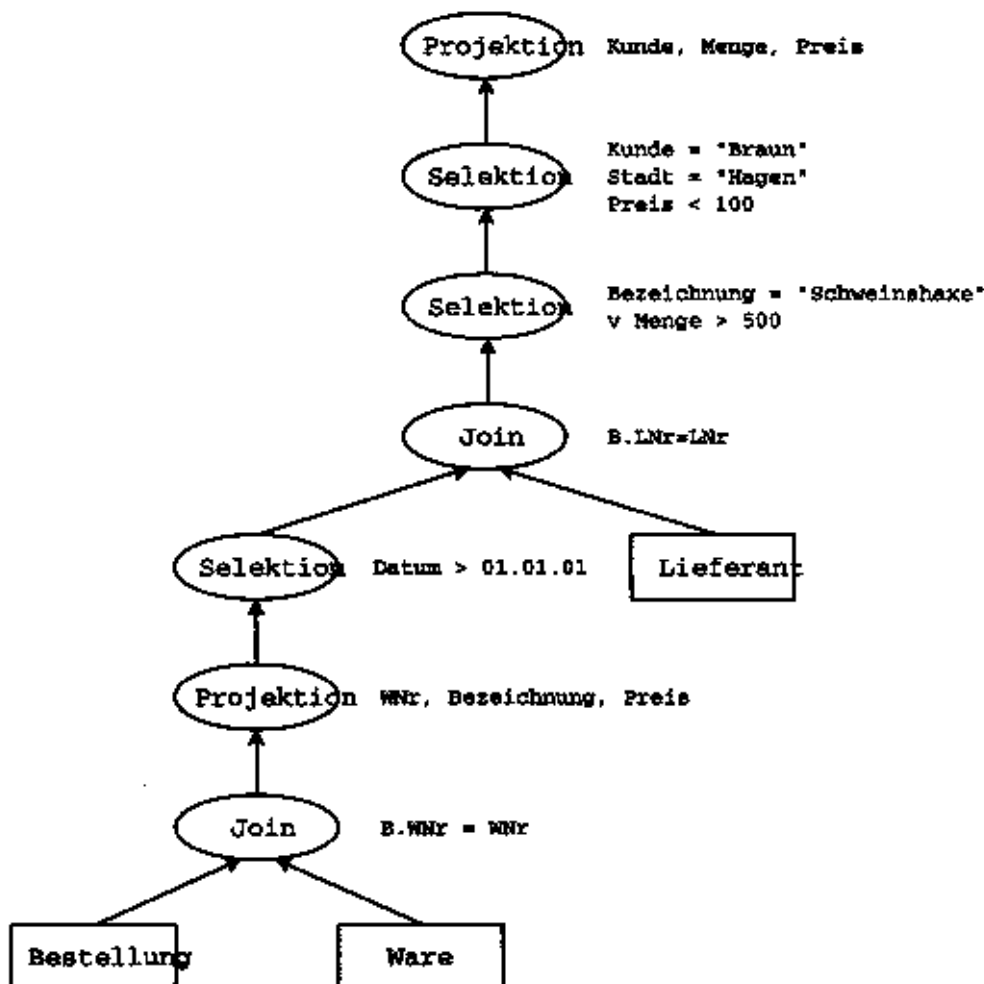 Projektion Kunde, Menge, Preis
Selektion Kunde = "Braun"
Stadt = "Hagen"
Preis < 100
Selektion Bezeichnung = "Schweinshaxe"
v Menge > 500
Join B.LNr=LNr
Selektion Datum > 01.01.01 Lieferant
Projektion WNr, Bezeichnung, Preis
Join B.WNr = WNr
Bestellung Ware